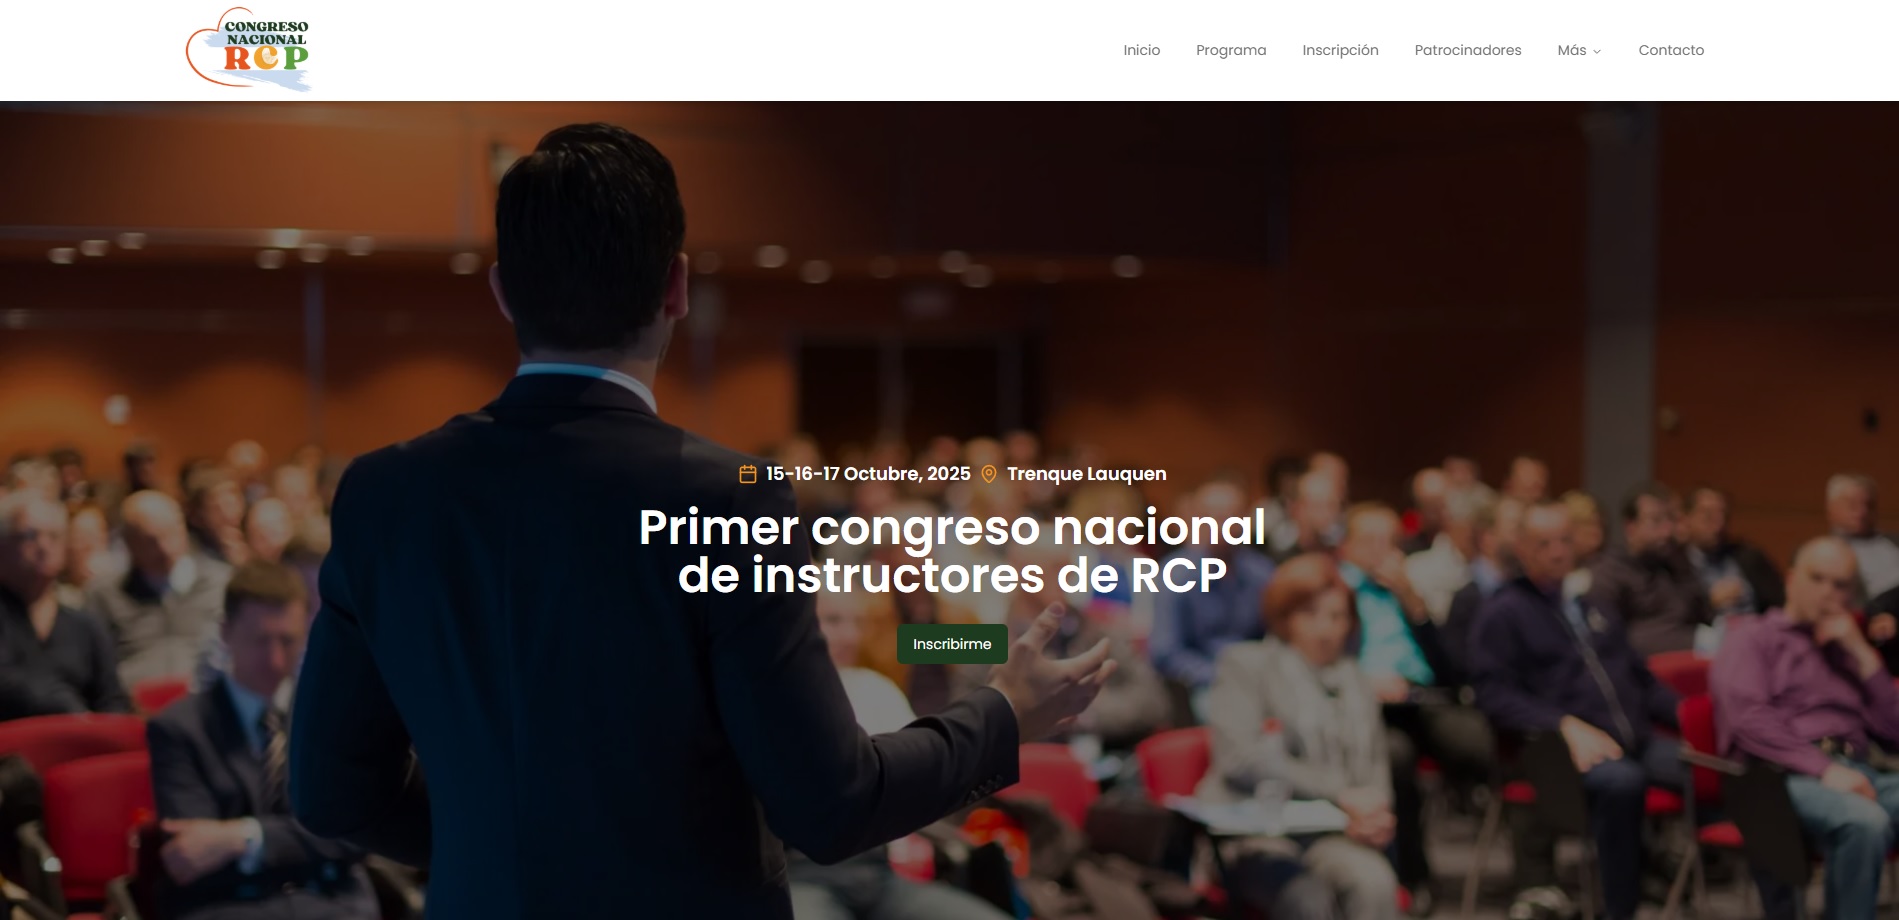 CONGRESO
NACIONAL
RCP
Inicio
Programa
Inscripción
Patrocinadores
Más
Contacto
15-16-17 Octubre, 2025
Trenque Lauquen
Primer congreso nacional
de instructores de RCP
Inscribirme